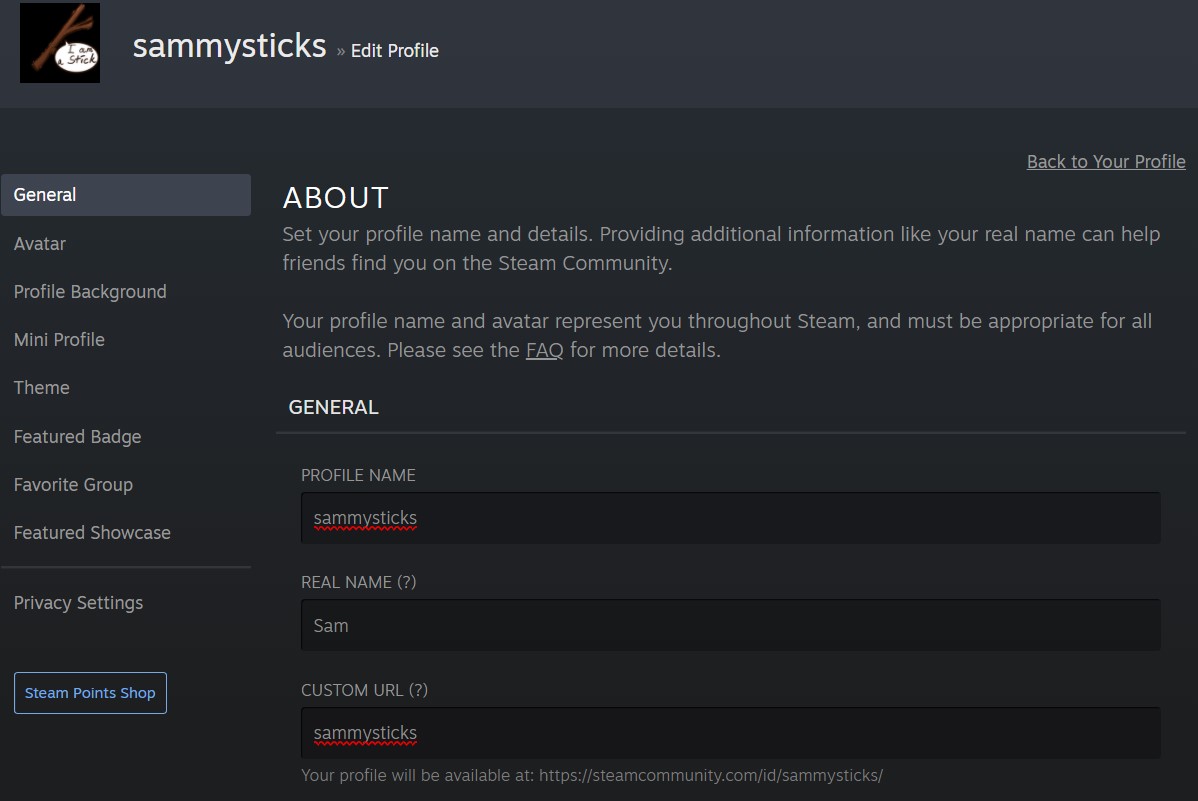 I am
a Stick
sammysticks » Edit Profile
Back to Your Profile
General
Avatar
Profile Background
Mini Profile
Theme
Featured Badge
Favorite Group
Featured Showcase
Privacy Settings
Steam Points Shop
ABOUT
Set your profile name and details. Providing additional information like your real name can help
friends find you on the Steam Community.
Your profile name and avatar represent you throughout Steam, and must be appropriate for all
audiences. Please see the FAQ for more details.
GENERAL
PROFILE NAME
sammysticks
REAL NAME (?)
Sam
CUSTOM URL (?)
sammysticks
Your profile will be available at: https://steamcommunity.com/id/sammysticks/